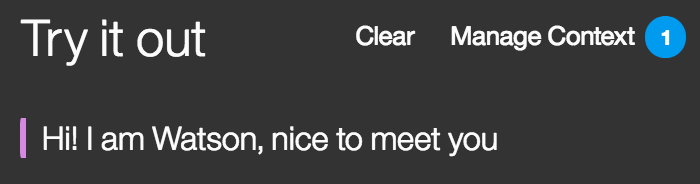 Try it out Clear Manage Context 1
Hi! I am Watson, nice to meet you